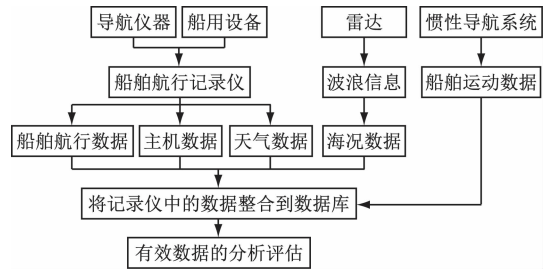 导航仪器
船用设备
雷达
惯性导航系统
船舶航行记录仪
波浪信息
船舶运动数据
船舶航行数据
主机数据
天气数据
海况数据
将记录仪中的数据整合到数据库
有效数据的分析评估